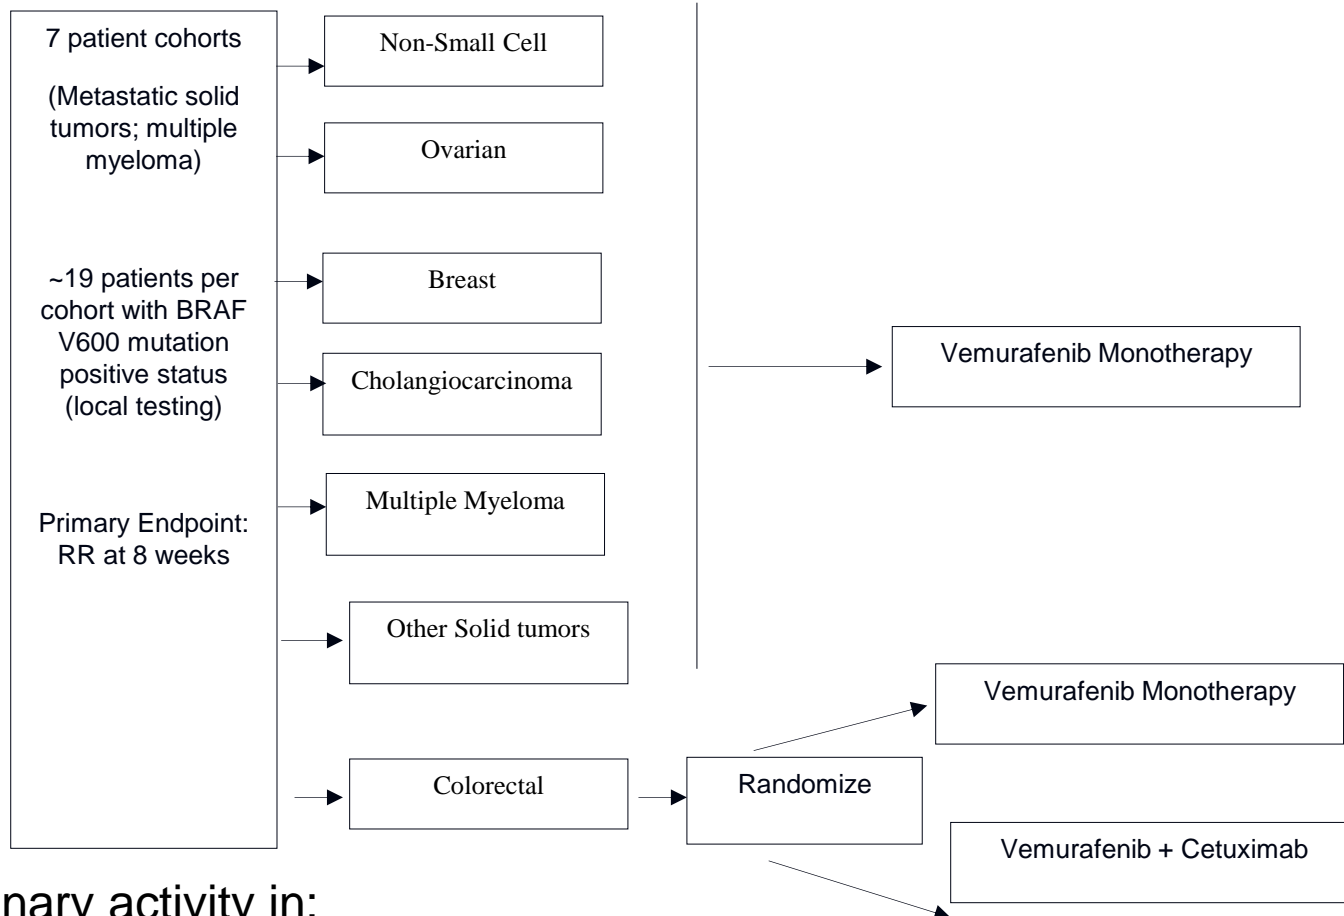 7 patient cohorts
(Metastatic solid
tumors; multiple
myeloma)
~19 patients per
cohort with BRAF
V600 mutation
positive status
(local testing)
Primary Endpoint:
RR at 8 weeks
Non-Small Cell
Ovarian
Breast
Cholangiocarcinoma
Multiple Myeloma
Other Solid tumors
Colorectal
Vemurafenib Monotherapy
Randomize
Vemurafenib Monotherapy
Vemurafenib + Cetuximab
nary activity in: